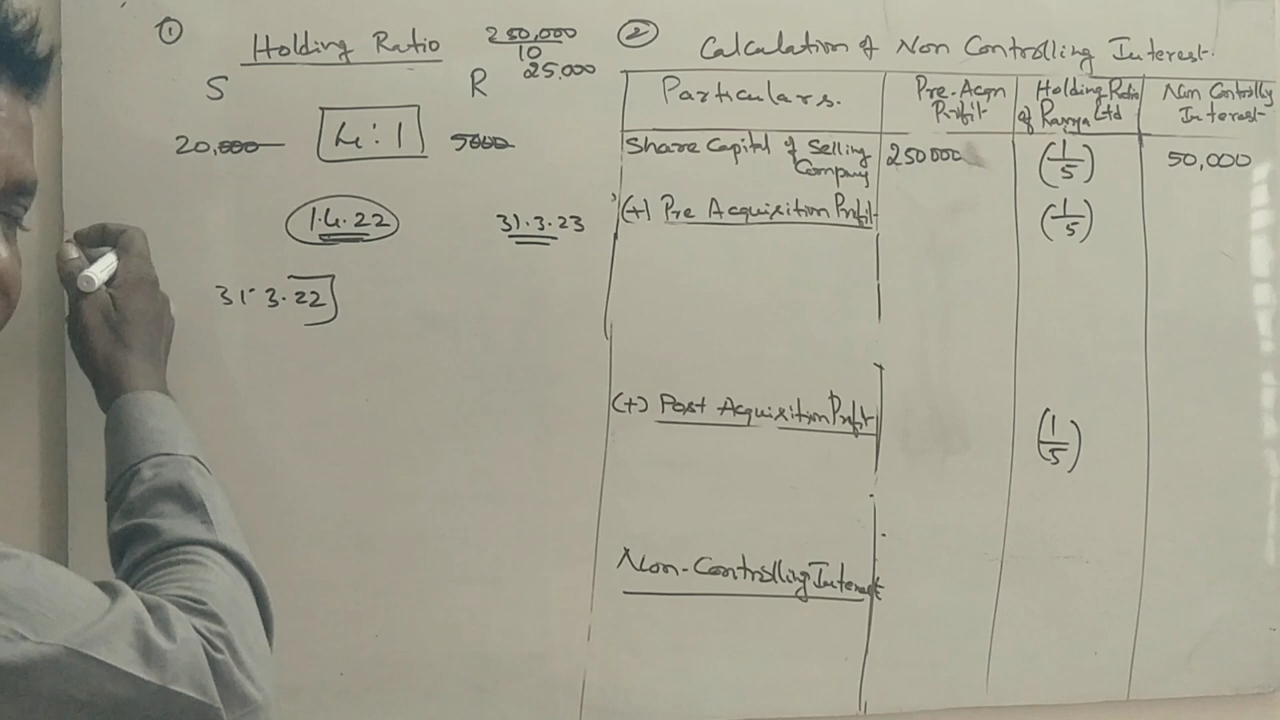 ①
Holding Ratio
250,000
10
25.000
S
R
20,000
4:1
5000
1.4.22
31.3.23
31.3.22
② Calculation of Non Controlling Interest.
Particulars.
Pre-Acqn
Profit
Holding Ratio
of Ramya Ltd
Non Controlly
Interest
Share Capital of Selling
Company
250000
(1/5)
50,000
(+) Pre Acquisition Profit
(1/5)
(+) Post Acquisition Profit
(1/5)
Non-Controlling Interest